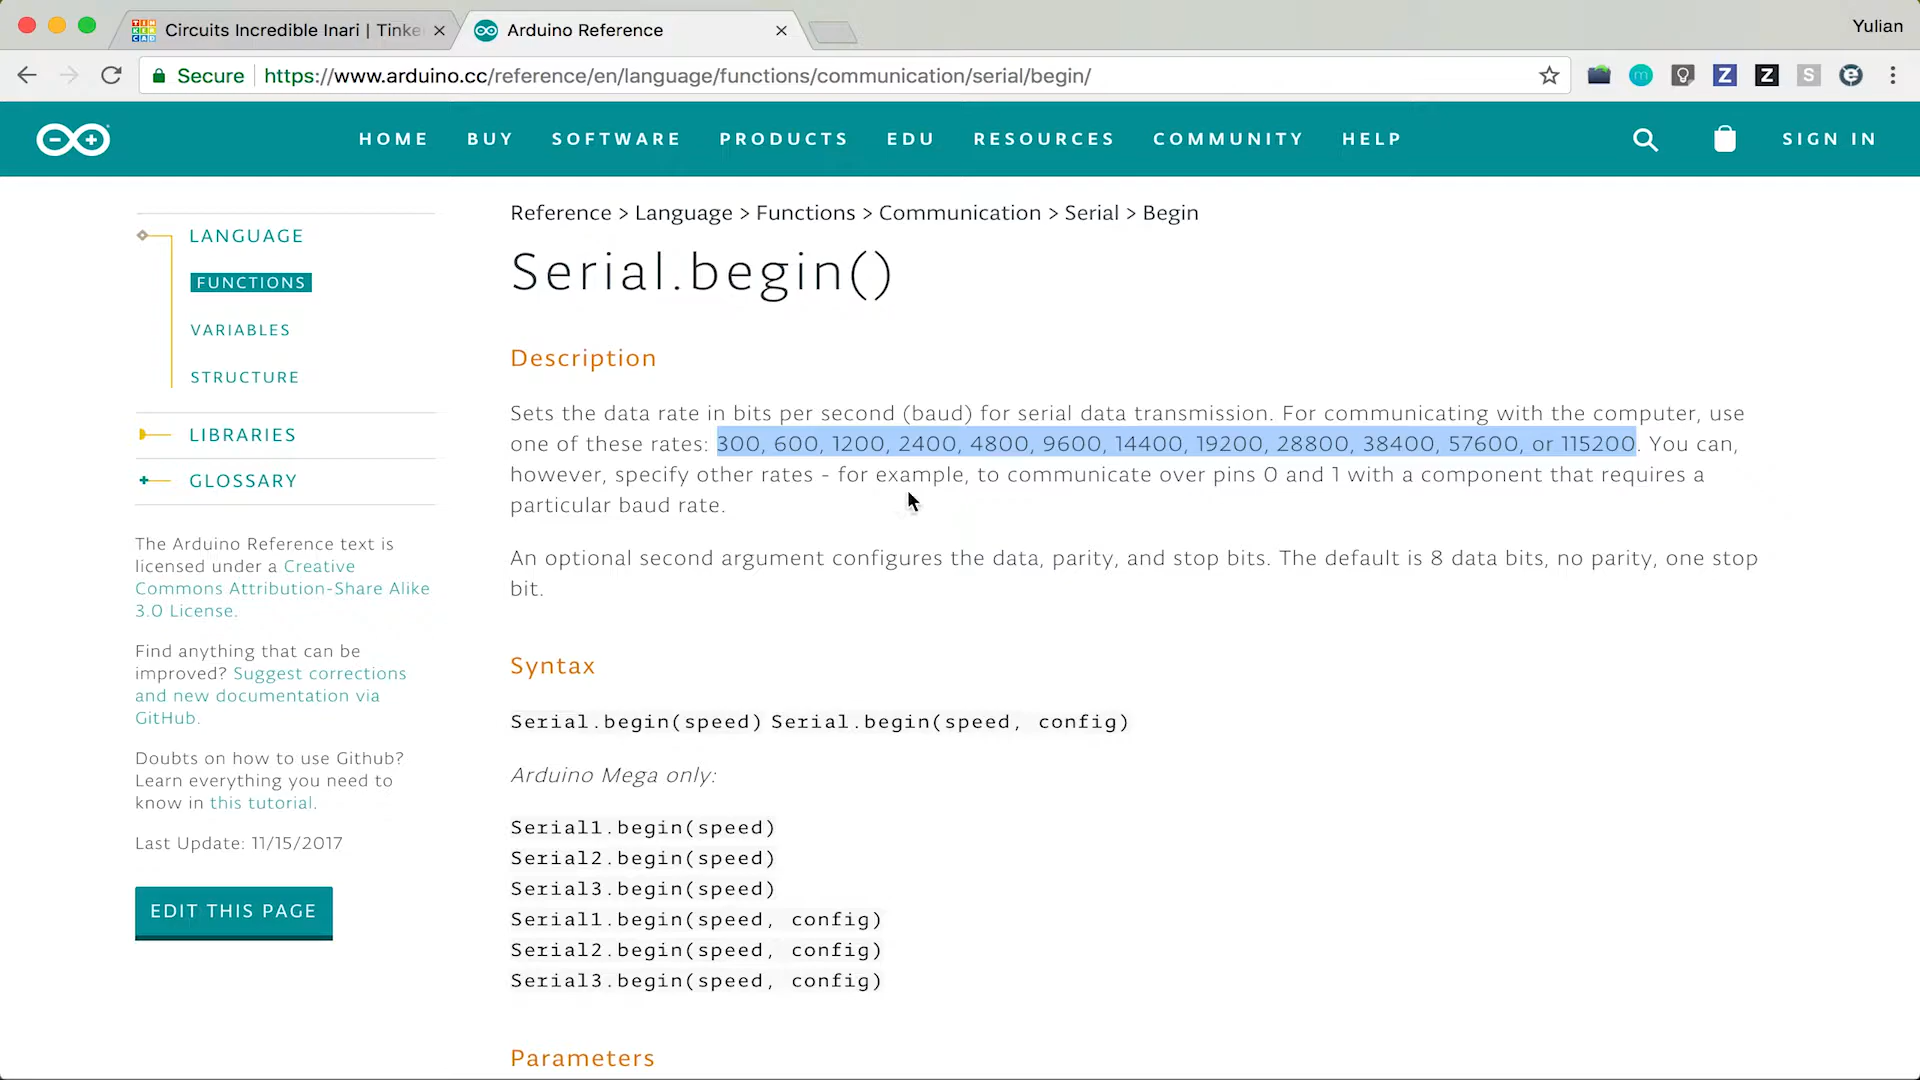 Circuits Incredible Inari | Tinke
Arduino Reference
Yulian
Secure https://www.arduino.cc/reference/en/language/functions/communication/serial/begin/
HOME BUY SOFTWARE PRODUCTS EDU RESOURCES COMMUNITY HELP SIGN IN
LANGUAGE
FUNCTIONS
VARIABLES
STRUCTURE
LIBRARIES
GLOSSARY
The Arduino Reference text is
licensed under a Creative
Commons Attribution-Share Alike
3.0 License.
Find anything that can be
improved? Suggest corrections
and new documentation via
GitHub.
Doubts on how to use Github?
Learn everything you need to
know in this tutorial.
Last Update: 11/15/2017
EDIT THIS PAGE
Reference > Language > Functions > Communication > Serial > Begin
Serial.begin()
Description
Sets the data rate in bits per second (baud) for serial data transmission. For communicating with the computer, use
one of these rates: 300, 600, 1200, 2400, 4800, 9600, 14400, 19200, 28800, 38400, 57600, or 115200. You can,
however, specify other rates - for example, to communicate over pins 0 and 1 with a component that requires a
particular baud rate.
An optional second argument configures the data, parity, and stop bits. The default is 8 data bits, no parity, one stop
bit.
Syntax
Serial.begin(speed) Serial.begin(speed, config)
Arduino Mega only:
Serial1.begin(speed)
Serial2.begin(speed)
Serial3.begin(speed)
Serial1.begin(speed, config)
Serial2.begin(speed, config)
Serial3.begin(speed, config)
Parameters